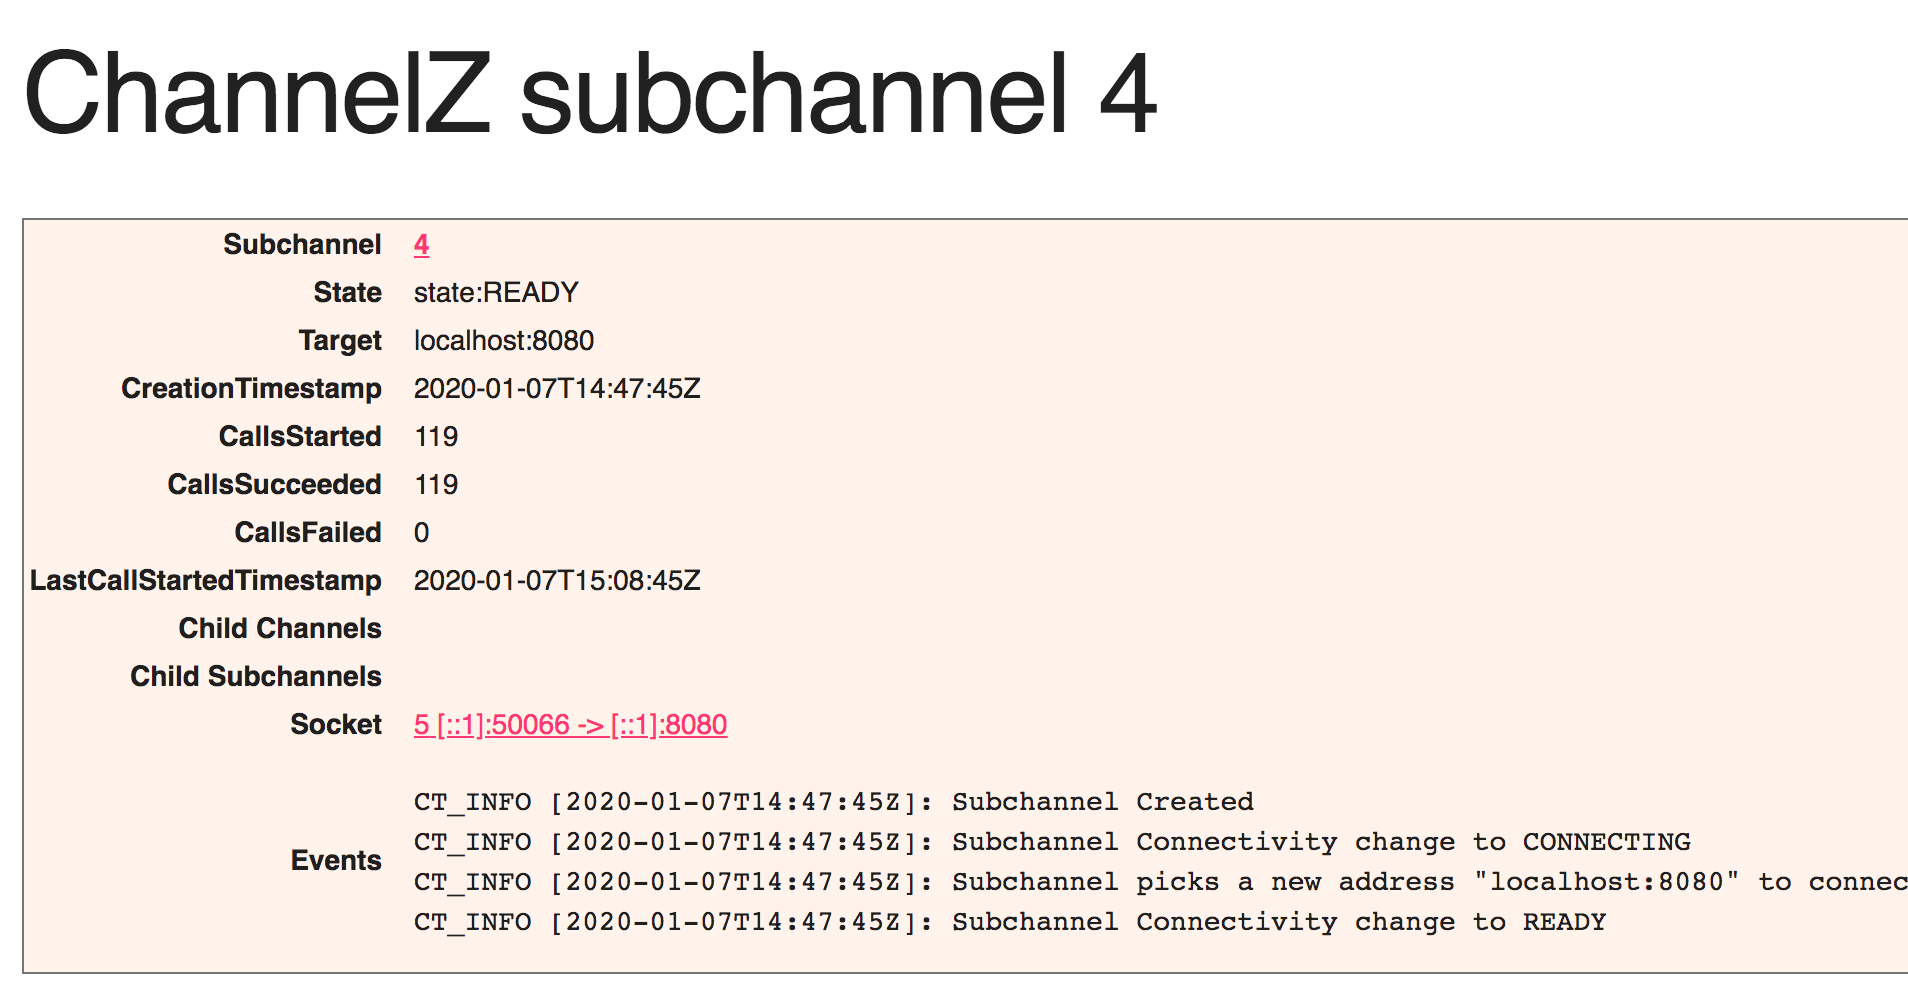 ChannelZ subchannel 4
Subchannel 4
State state:READY
Target localhost:8080
CreationTimestamp 2020-01-07T14:47:45Z
CallsStarted 119
CallsSucceeded 119
CallsFailed 0
LastCallStartedTimestamp 2020-01-07T15:08:45Z
Child Channels
Child Subchannels
Socket 5 [::1]:50066 -> [::1]:8080
Events
CT_INFO [2020-01-07T14:47:45Z]: Subchannel Created
CT_INFO [2020-01-07T14:47:45Z]: Subchannel Connectivity change to CONNECTING
CT_INFO [2020-01-07T14:47:45Z]: Subchannel picks a new address "localhost:8080" to connec
CT_INFO [2020-01-07T14:47:45Z]: Subchannel Connectivity change to READY